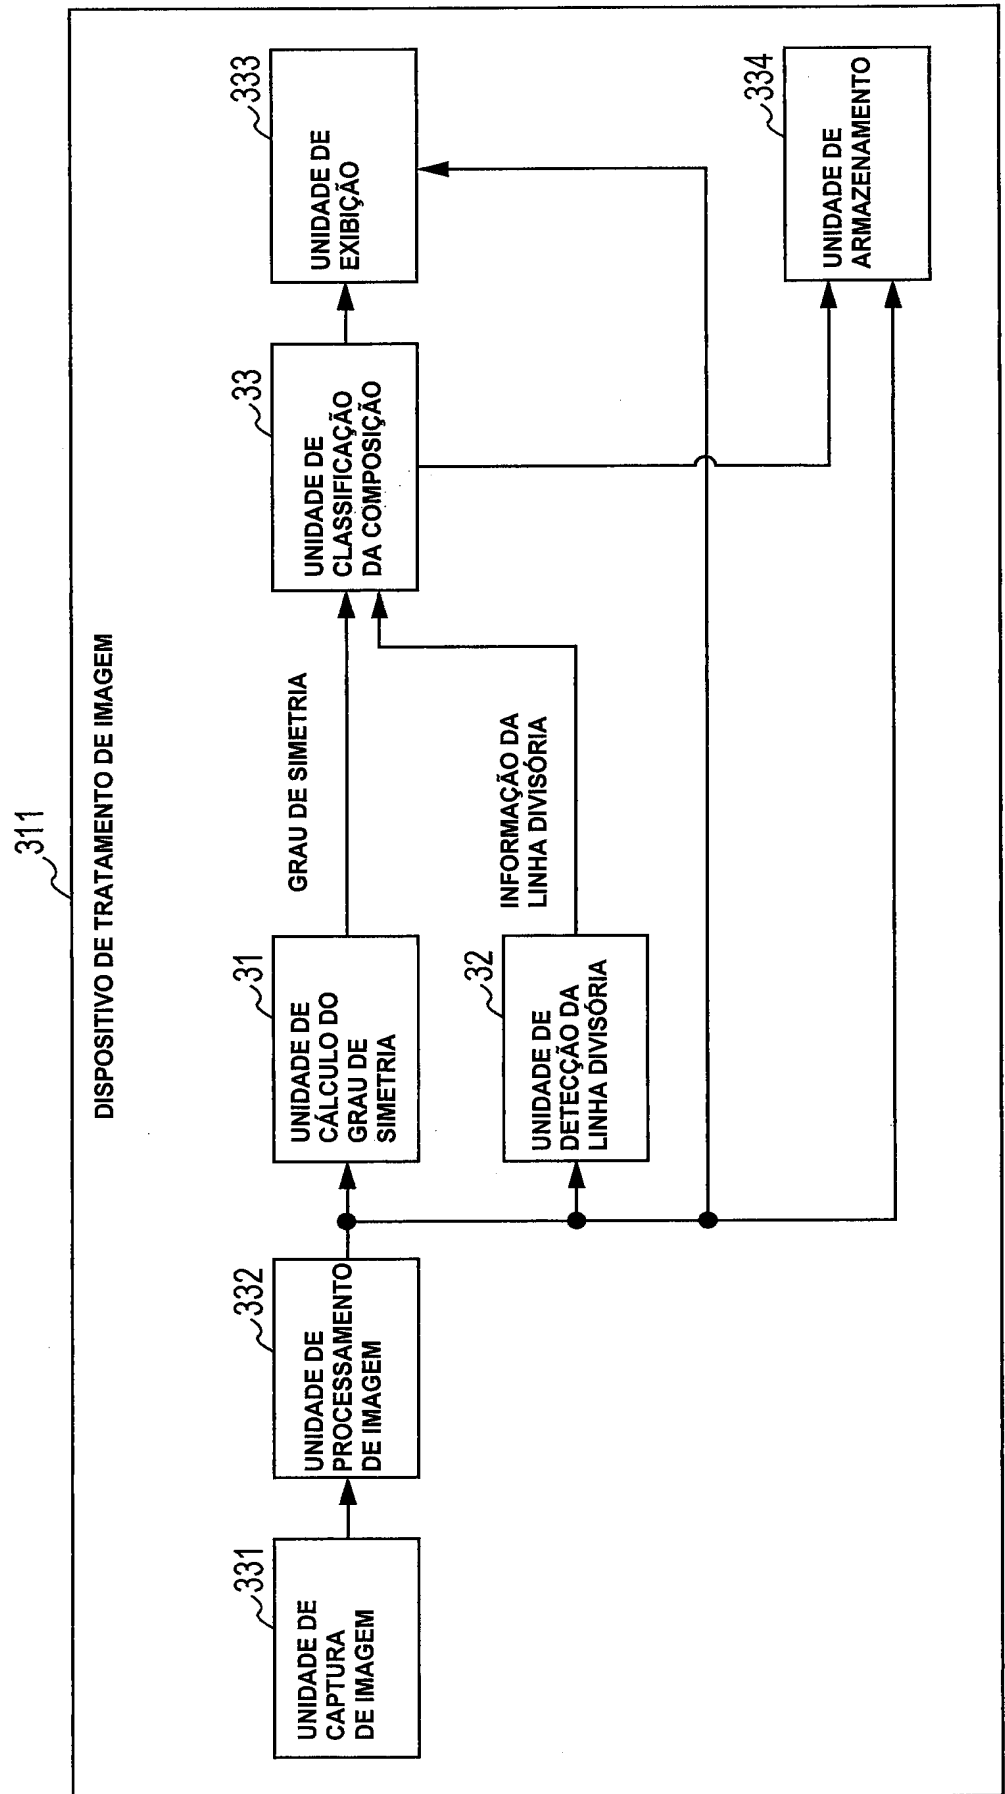 311
DISPOSITIVO DE TRATAMENTO DE IMAGEM
331
UNIDADE DE
CAPTURA
DE IMAGEM
332
UNIDADE DE
PROCESSAMENTO
DE IMAGEM
31
UNIDADE DE
CÁLCULO DO
GRAU DE
SIMETRIA
GRAU DE SIMETRIA
32
UNIDADE DE
DETECÇÃO DA
LINHA DIVISÓRIA
INFORMAÇÃO DA
LINHA DIVISÓRIA
33
UNIDADE DE
CLASSIFICAÇÃO
DA COMPOSIÇÃO
333
UNIDADE DE
EXIBIÇÃO
334
UNIDADE DE
ARMAZENAMENTO